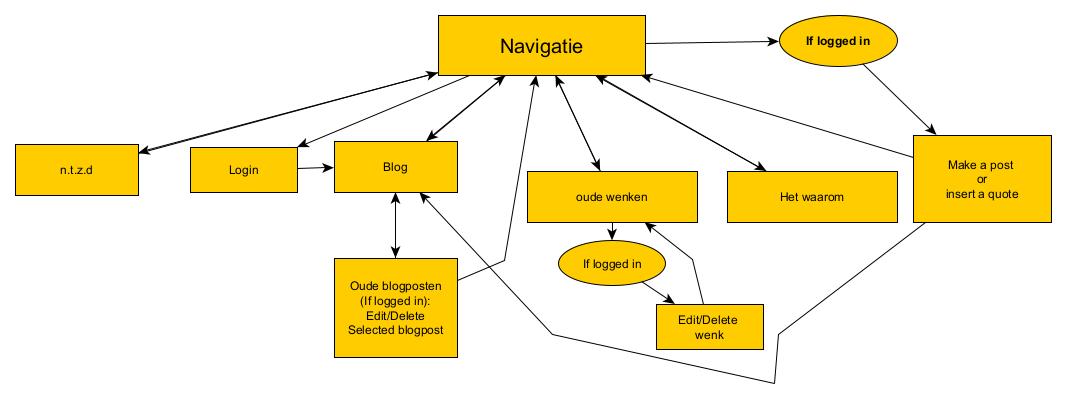 Navigatie
If logged in
n.t.z.d
Login
Blog
oude wenken
Het waarom
Make a post
or
insert a quote
Oude blogposten
(If logged in):
Edit/Delete
Selected blogpost
If logged in
Edit/Delete
wenk